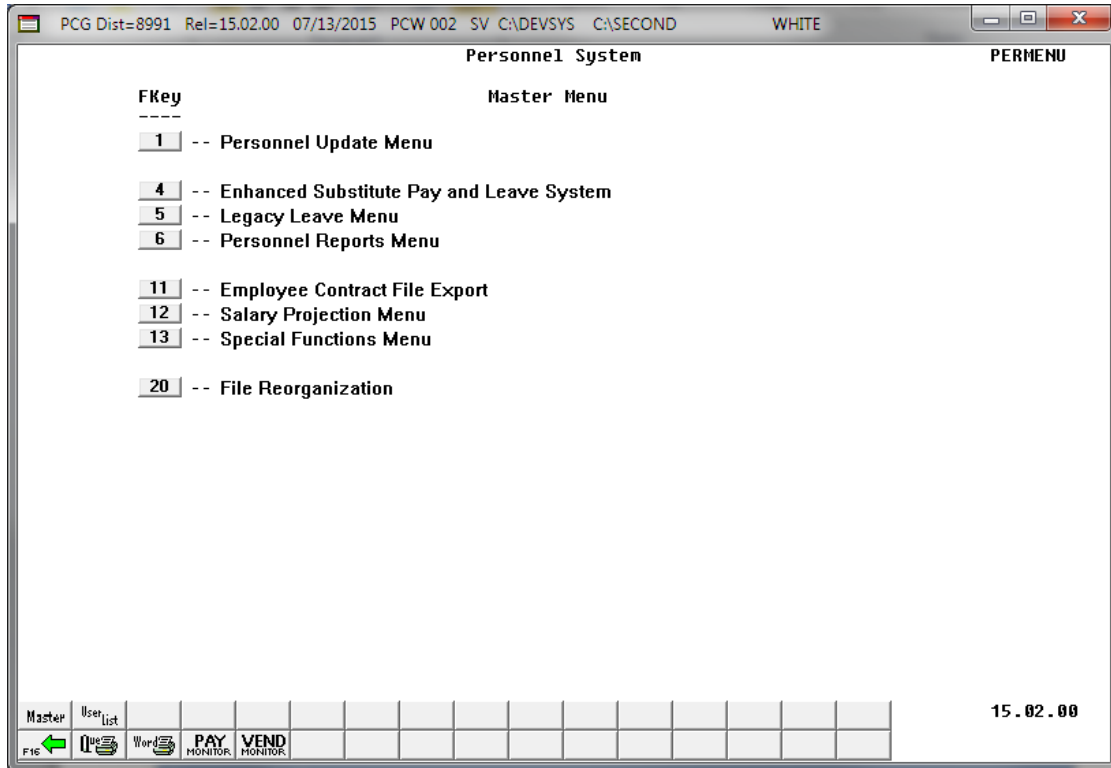 PCG Dist=8991 Rel=15.02.00 07/13/2015 PCW 002 SV C:\DEVSYS C:\SECOND WHITE
Personnel System PERMENU
FKey Master Menu
----
1 -- Personnel Update Menu
4 -- Enhanced Substitute Pay and Leave System
5 -- Legacy Leave Menu
6 -- Personnel Reports Menu
11 -- Employee Contract File Export
12 -- Salary Projection Menu
13 -- Special Functions Menu
20 -- File Reorganization
Master User List 15.02.00
F16 Que Word PAY MONITOR VEND MONITOR